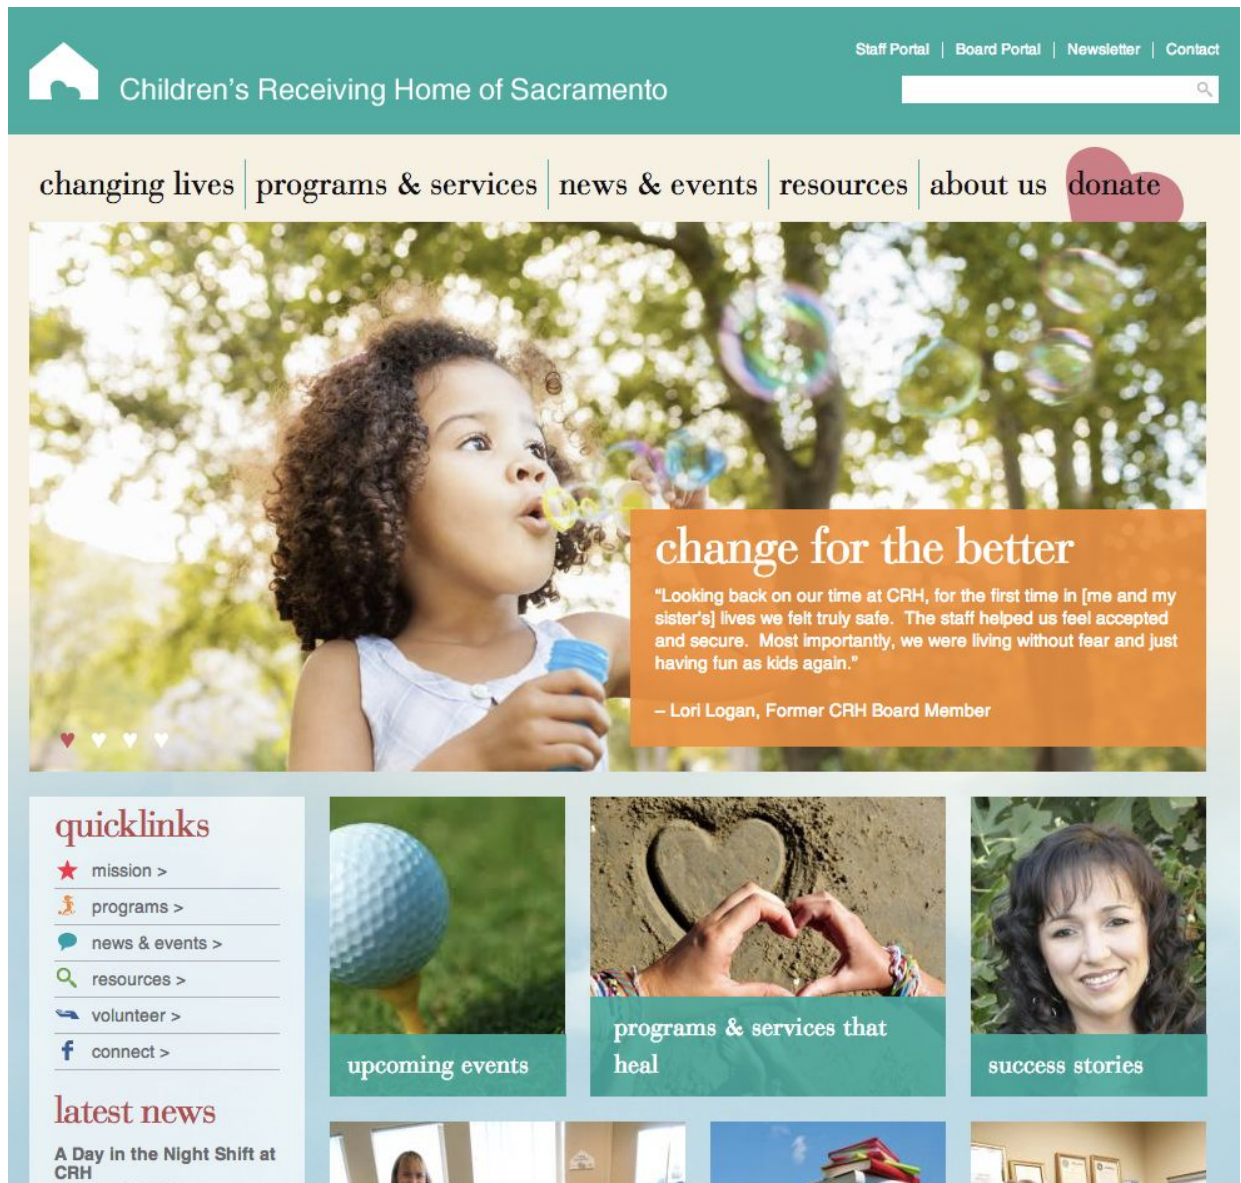 Staff Portal | Board Portal | Newsletter | Contact
Children's Receiving Home of Sacramento
changing lives | programs & services | news & events | resources | about us donate
change for the better
“Looking back on our time at CRH, for the first time in [me and my
sister's] lives we felt truly safe.  The staff helped us feel accepted
and secure.  Most importantly, we were living without fear and just
having fun as kids again.”
– Lori Logan, Former CRH Board Member
quicklinks
mission >
programs >
news & events >
resources >
volunteer >
connect >
latest news
A Day in the Night Shift at
CRH
upcoming events
programs & services that
heal
success stories